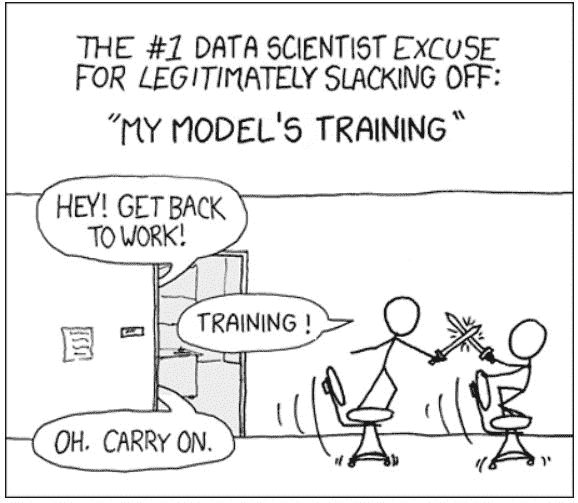 THE #1 DATA SCIENTIST EXCUSE
FOR LEGITIMATELY SLACKING OFF:
"MY MODEL'S TRAINING"
HEY! GET BACK
TO WORK!
TRAINING!
OH. CARRY ON.